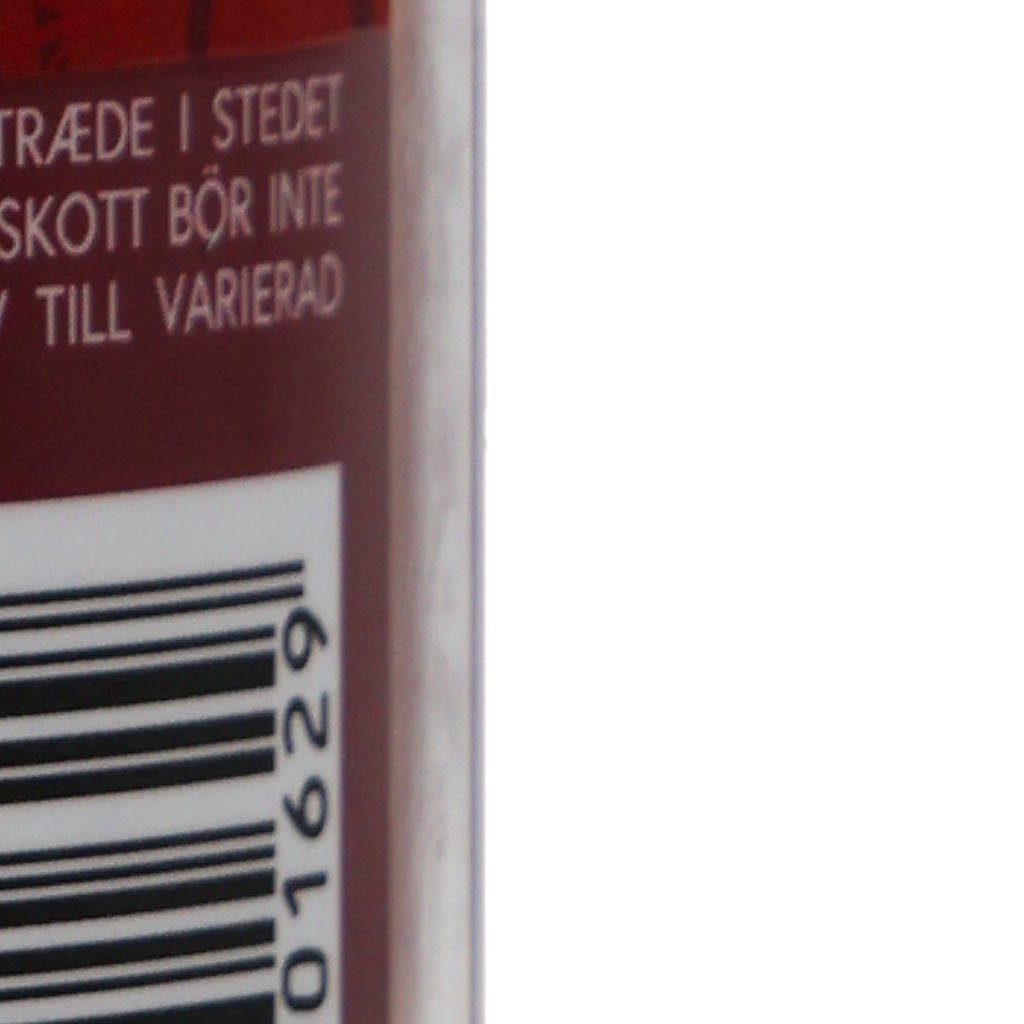 TRÆDE I STEDET
SKOTT BÖR INTE
TILL VARIERAD
01629